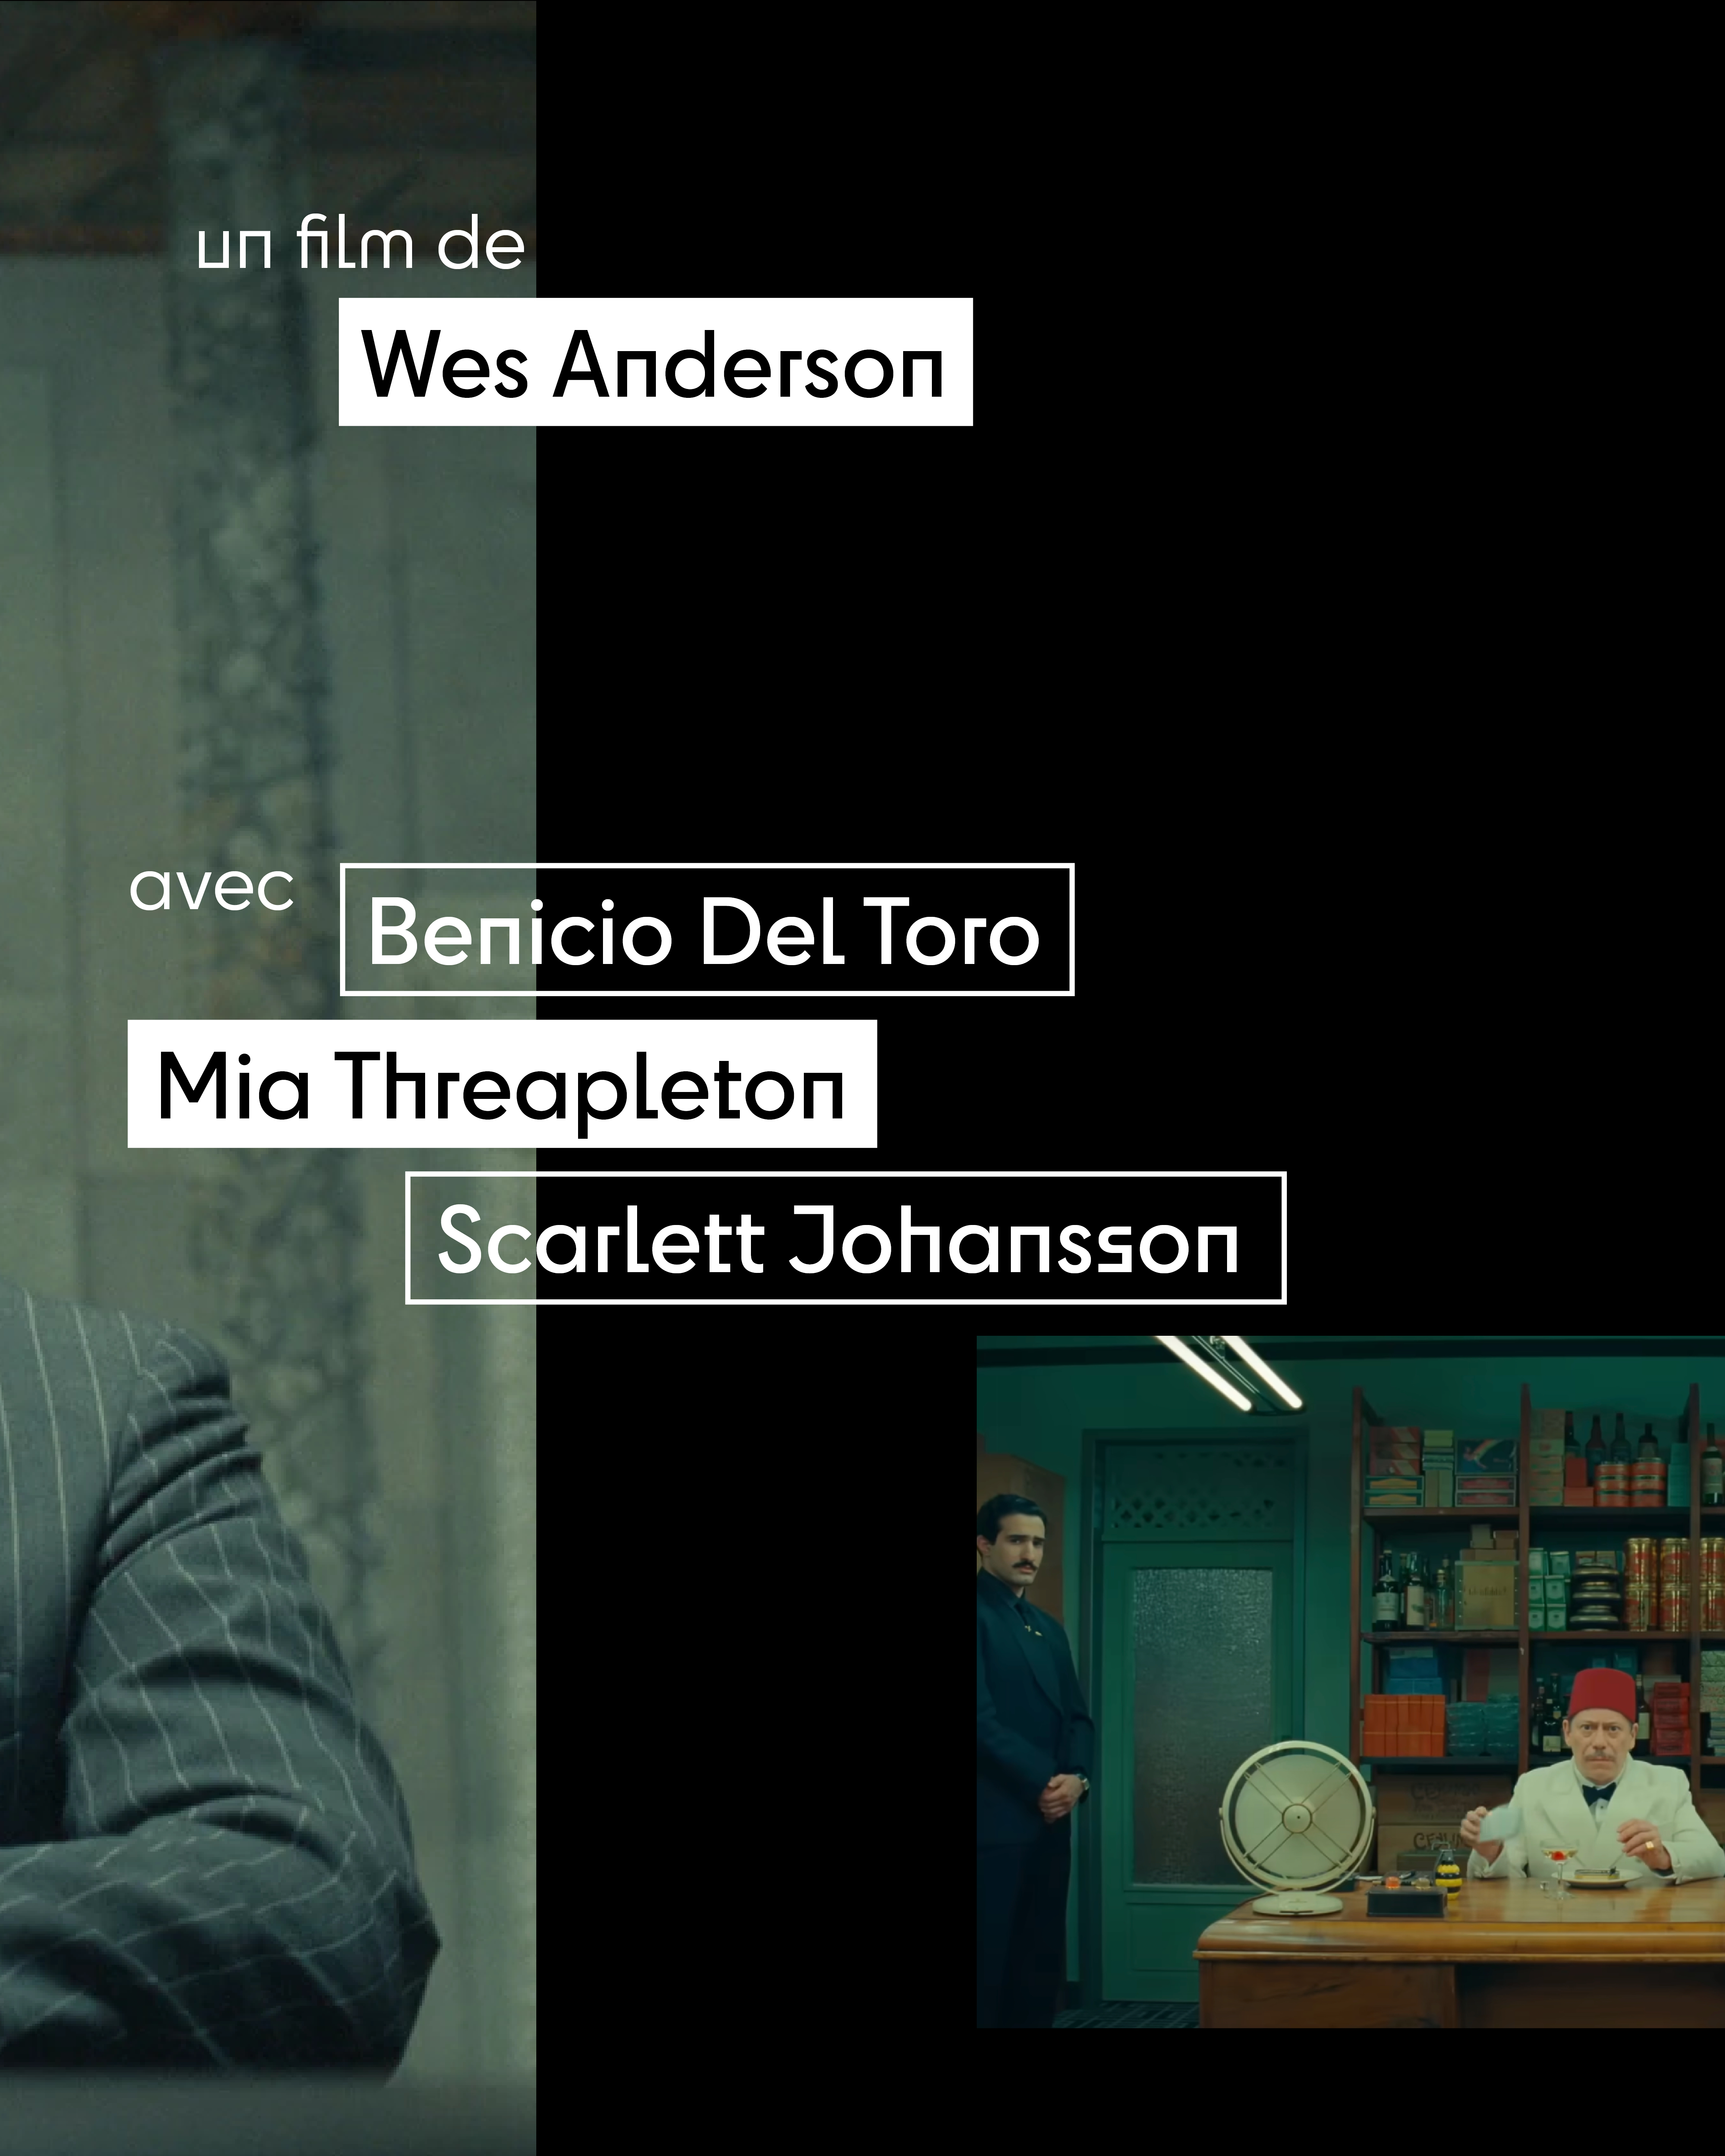 un film de
Wes Anderson
avec
Benicio Del Toro
Mia Threapleton
Scarlett Johansson